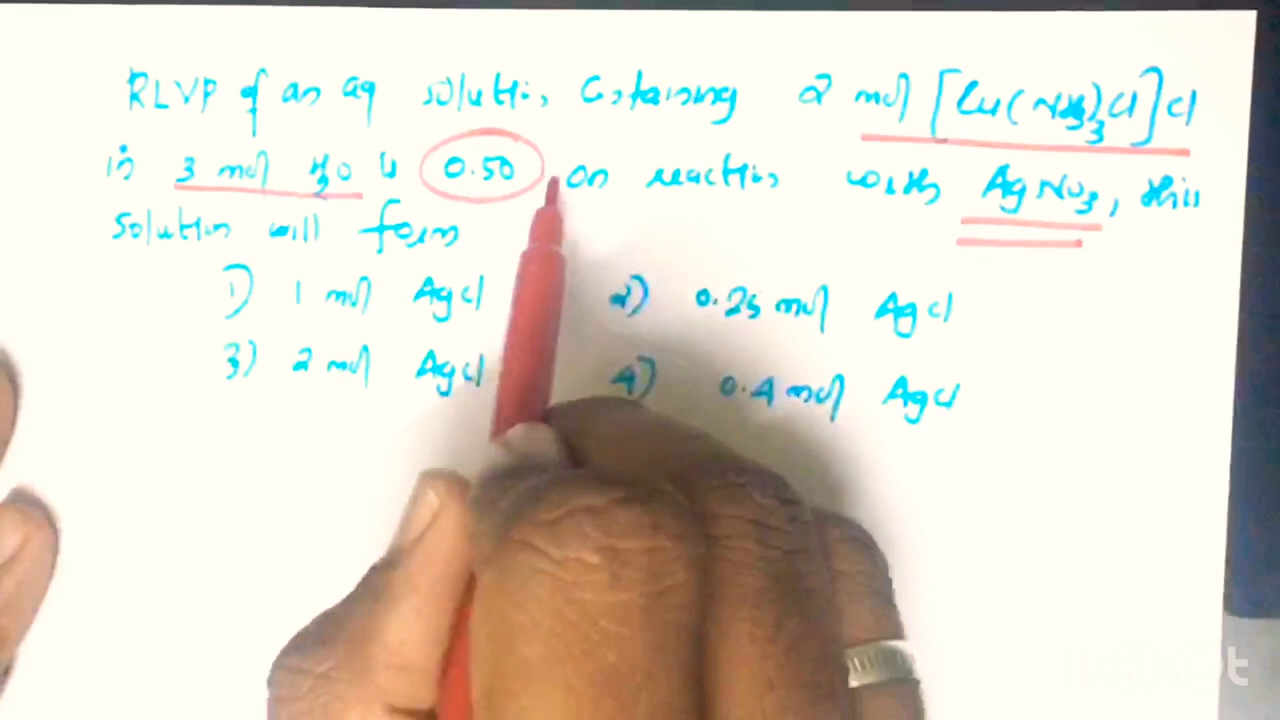 RLVP of an aq solution Containing 2 mol [Cu(NH3)3Cl]Cl
in 3 mol H2O is 0.50 on reaction with AgNO3, this
solution will form
1) 1 mol AgCl 2) 0.25 mol AgCl
3) 2 mol AgCl 4) 0.4 mol AgCl